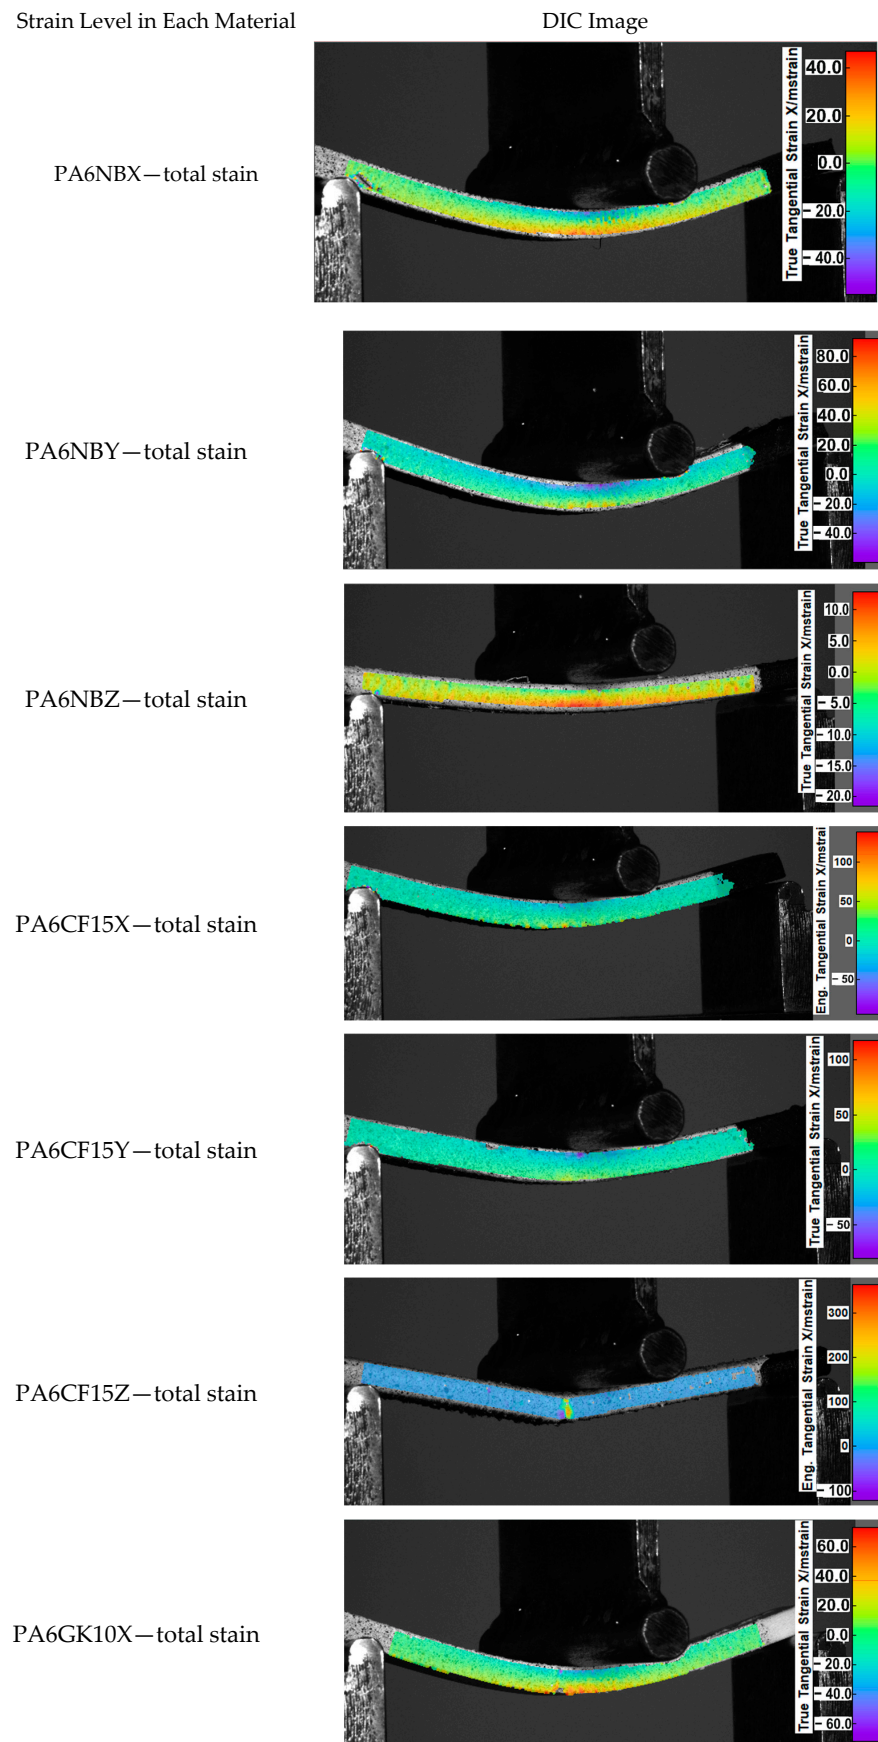 Strain Level in Each Material
DIC Image
PA6NBX—total stain
True Tangential Strain X/mstrain
40.0
20.0
0.0
−20.0
−40.0
PA6NBY—total stain
True Tangential Strain X/mstrain
80.0
60.0
40.0
20.0
0.0
−20.0
−40.0
PA6NBZ—total stain
True Tangential Strain X/mstrain
10.0
5.0
0.0
−5.0
−10.0
−15.0
−20.0
PA6CF15X—total stain
Eng. Tangential Strain X/mstrai
100
50
0
−50
PA6CF15Y—total stain
True Tangential Strain X/mstrain
100
50
0
−50
PA6CF15Z—total stain
Eng. Tangential Strain X/mstrain
300
200
100
0
−100
PA6GK10X—total stain
True Tangential Strain X/mstrain
60.0
40.0
20.0
0.0
−20.0
−40.0
−60.0